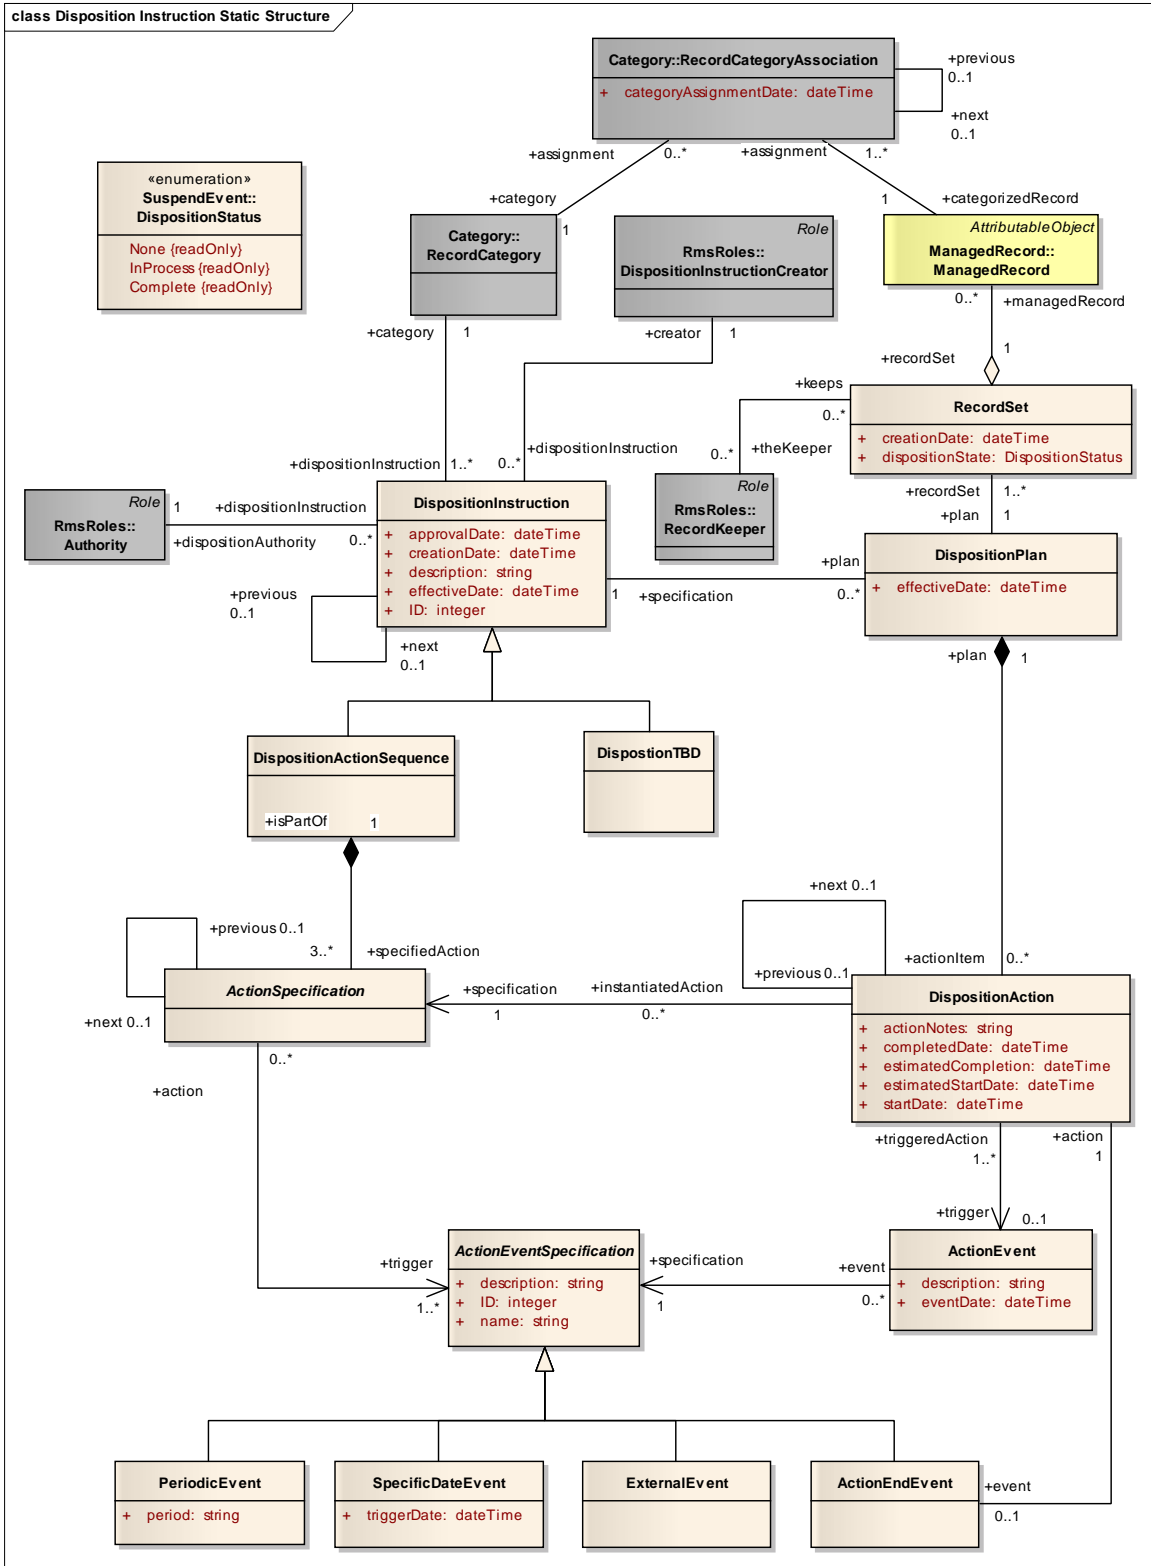 class Disposition Instruction Static Structure
Category::RecordCategoryAssociation
+ categoryAssignmentDate: dateTime
+previous
0..1
+next
0..1
+assignment
0..*
+assignment
1..*
«enumeration»
SuspendEvent::
DispositionStatus
None {readOnly}
InProcess {readOnly}
Complete {readOnly}
+category
1
1
+categorizedRecord
Category::
RecordCategory
Role
RmsRoles::
DispositionInstructionCreator
AttributableObject
ManagedRecord::
ManagedRecord
0..*
+managedRecord
+category
1
+creator
1
+recordSet
1
+keeps
0..*
RecordSet
+ creationDate: dateTime
+ dispositionState: DispositionStatus
+dispositionInstruction
1..*
0..*
+dispositionInstruction
0..*
+theKeeper
Role
RmsRoles::
RecordKeeper
+recordSet
1..*
+plan
1
Role
RmsRoles::
Authority
1
+dispositionInstruction
+dispositionAuthority
0..*
DispositionInstruction
+ approvalDate: dateTime
+ creationDate: dateTime
+ description: string
+ effectiveDate: dateTime
+ ID: integer
+previous
0..1
+next
0..1
1
+specification
+plan
0..*
DispositionPlan
+ effectiveDate: dateTime
+plan
1
DispositionActionSequence
+isPartOf
1
DispostionTBD
+previous 0..1
3..*
+specifiedAction
+next 0..1
ActionSpecification
+next 0..1
+previous 0..1
+actionItem
0..*
+specification
1
+instantiatedAction
0..*
DispositionAction
+ actionNotes: string
+ completedDate: dateTime
+ estimatedCompletion: dateTime
+ estimatedStartDate: dateTime
+ startDate: dateTime
0..*
+action
+triggeredAction
1..*
+action
1
+trigger
0..1
+trigger
1..*
ActionEventSpecification
+ description: string
+ ID: integer
+ name: string
+specification
1
+event
0..*
ActionEvent
+ description: string
+ eventDate: dateTime
PeriodicEvent
+ period: string
SpecificDateEvent
+ triggerDate: dateTime
ExternalEvent
ActionEndEvent
+event
0..1